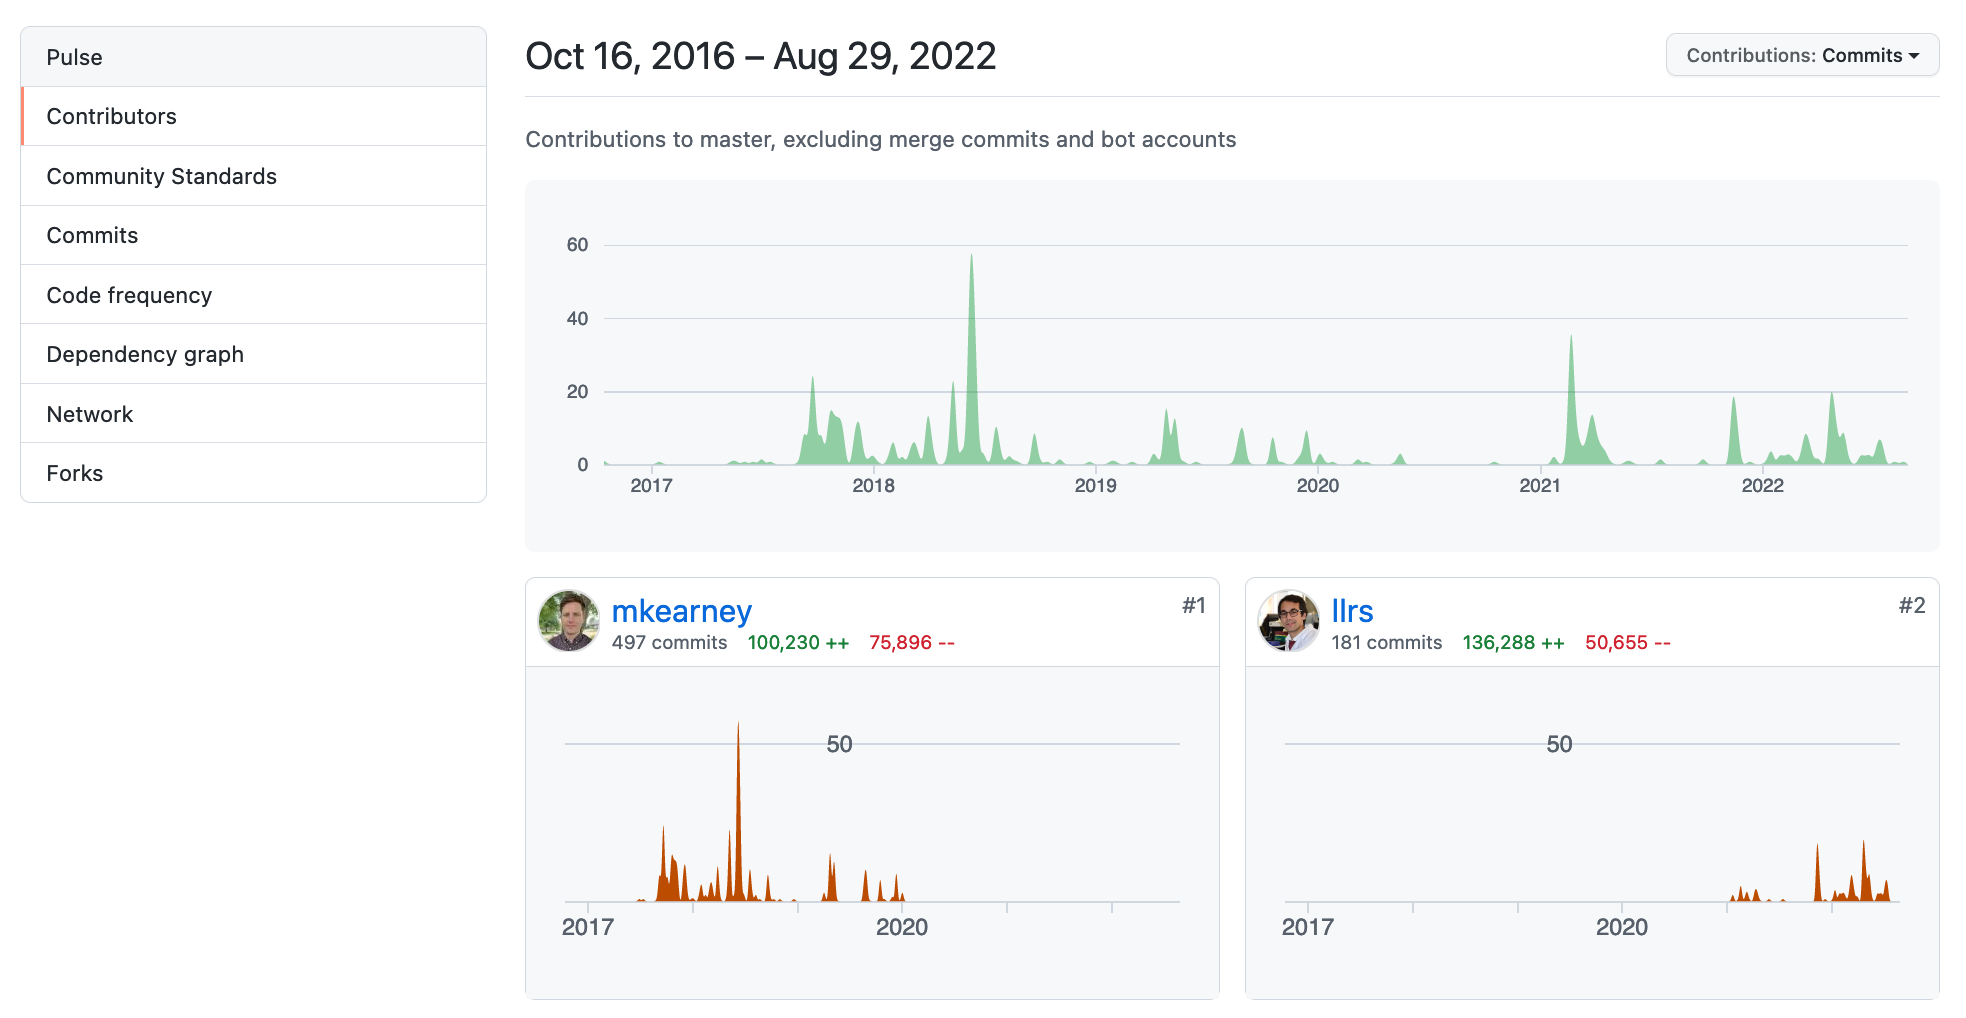 Pulse
Contributors
Community Standards
Commits
Code frequency
Dependency graph
Network
Forks
Oct 16, 2016 – Aug 29, 2022
Contributions: Commits
Contributions to master, excluding merge commits and bot accounts
60
40
20
0
2017 2018 2019 2020 2021 2022
mkearney #1
497 commits 100,230 ++ 75,896 --
50
2017 2020
llrs #2
181 commits 136,288 ++ 50,655 --
50
2017 2020